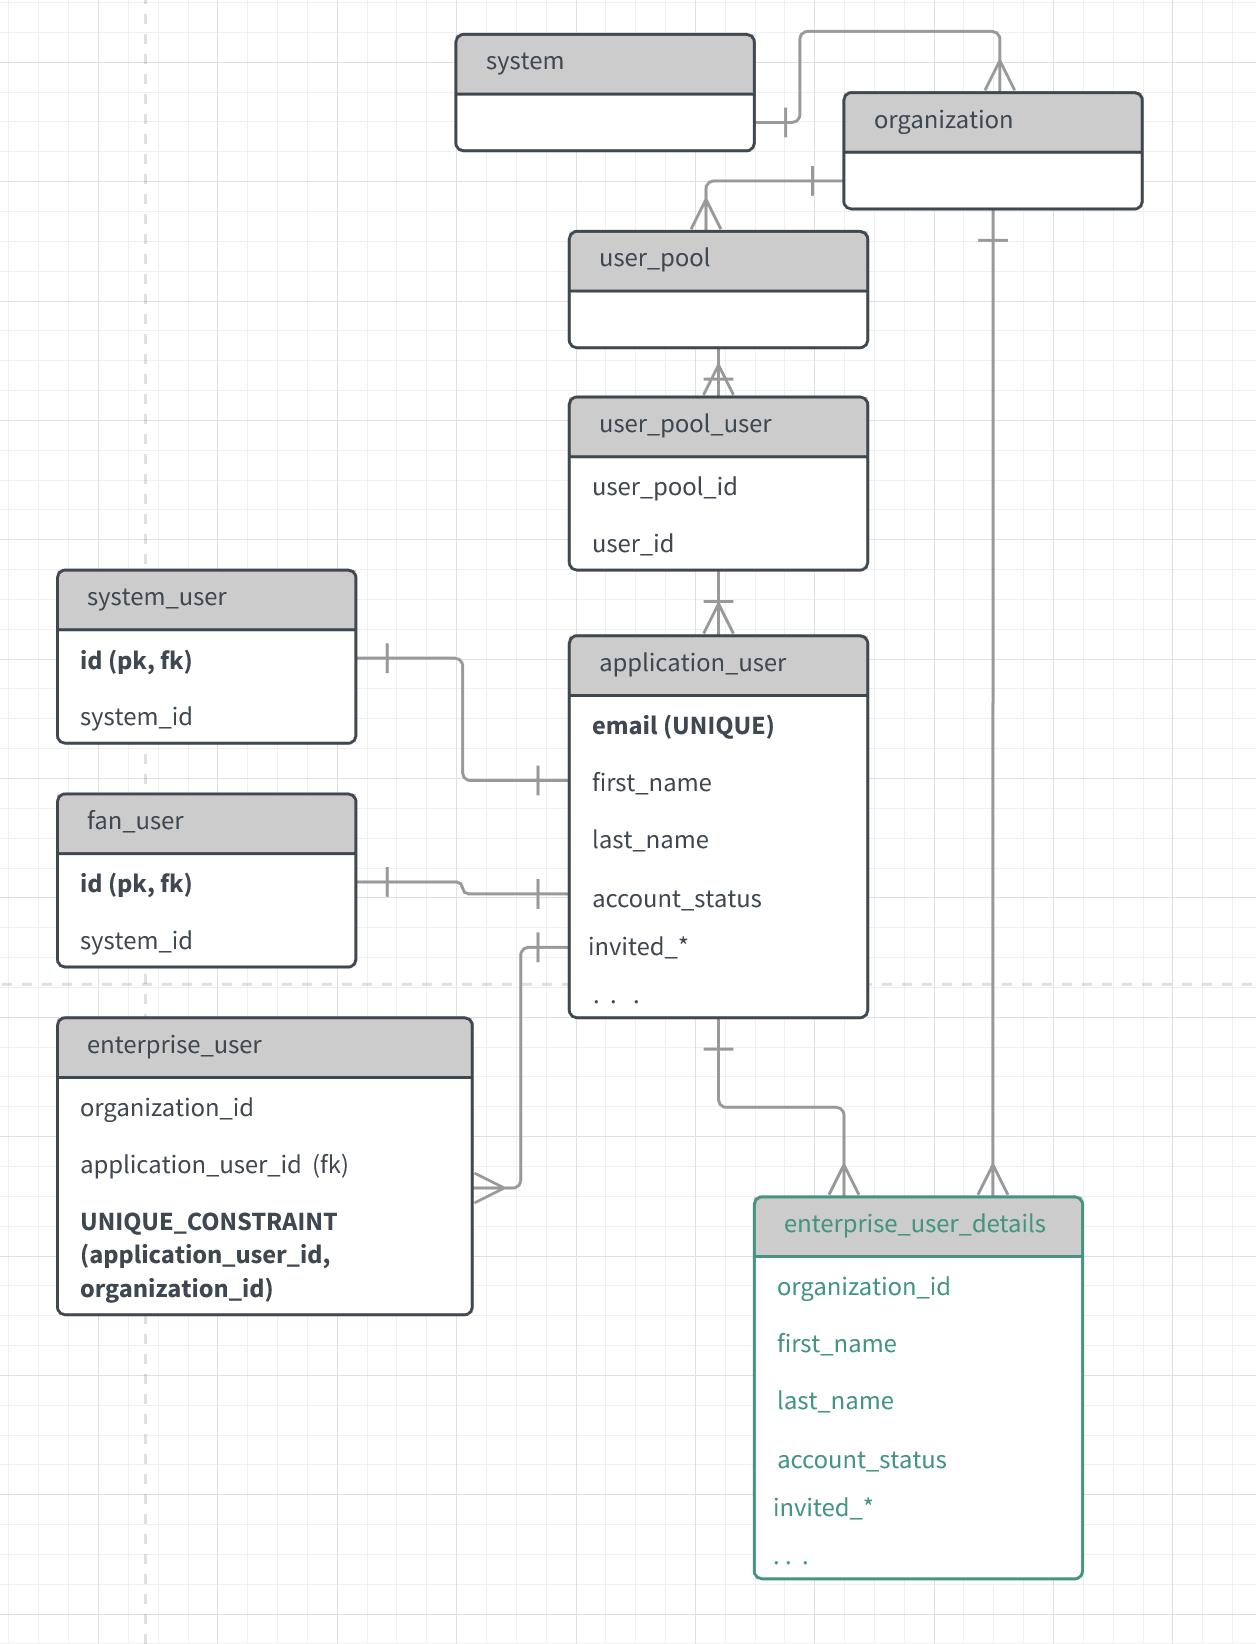 system
organization
user_pool
user_pool_user
user_pool_id
user_id
system_user
id (pk, fk)
system_id
application_user
email (UNIQUE)
first_name
last_name
account_status
invited_*
. . .
fan_user
id (pk, fk)
system_id
enterprise_user
organization_id
application_user_id (fk)
UNIQUE_CONSTRAINT
(application_user_id,
organization_id)
enterprise_user_details
organization_id
first_name
last_name
account_status
invited_*
. . .